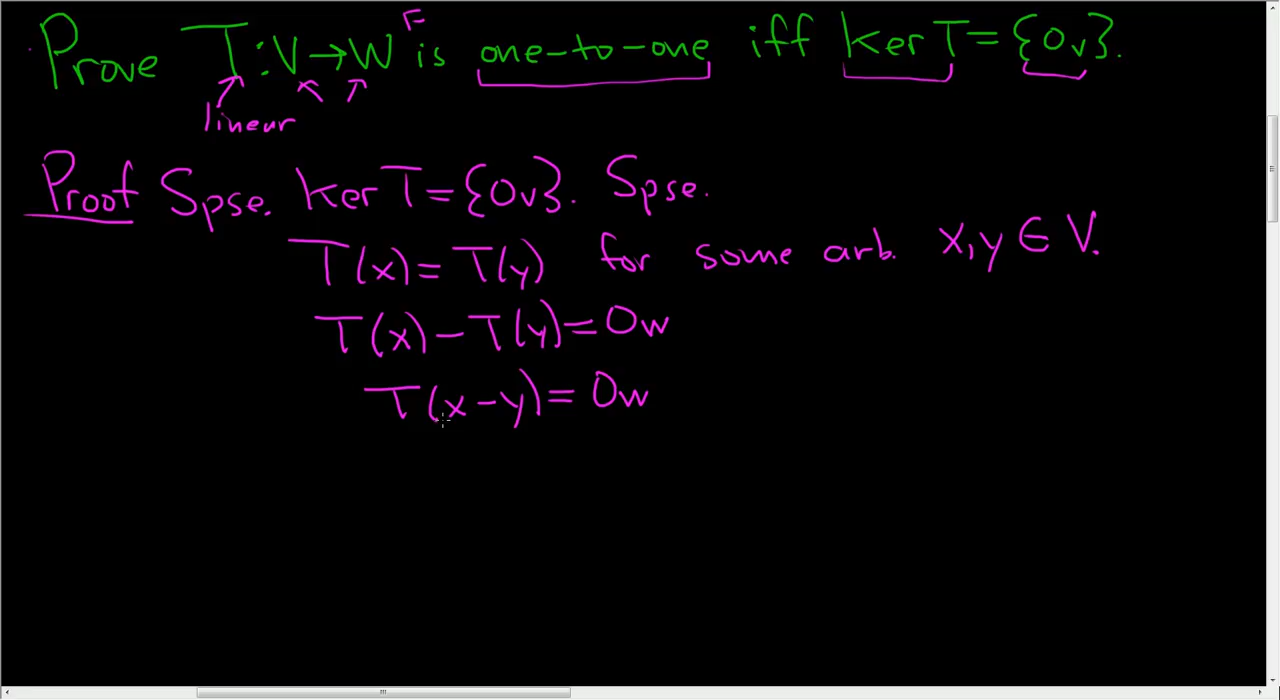 Prove T:V→W is one-to-one iff ker T = {0v}.
F
linear
Proof Spse. ker T = {0v}. Spse.
T(x) = T(y) for some arb. x,y ∈ V.
T(x) - T(y) = 0w
T(x-y) = 0w